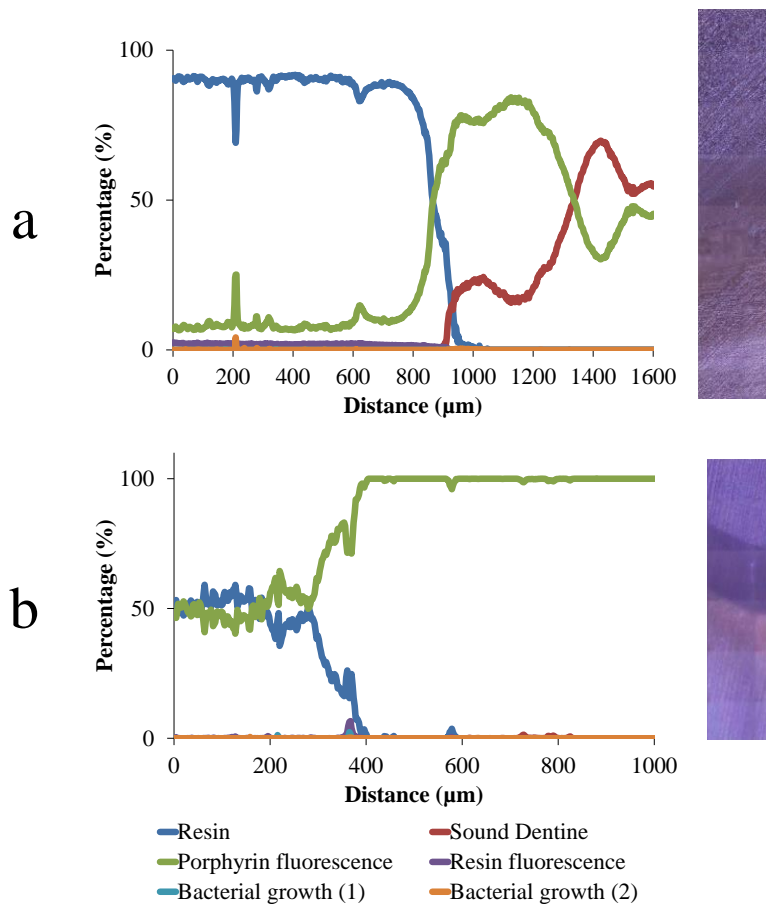 a
Percentage (%)
100
50
0
0 200 400 600 800 1000 1200 1400 1600
Distance (µm)
b
Percentage (%)
100
50
0
0 200 400 600 800 1000
Distance (µm)
Resin Sound Dentine
Porphyrin fluorescence Resin fluorescence
Bacterial growth (1) Bacterial growth (2)